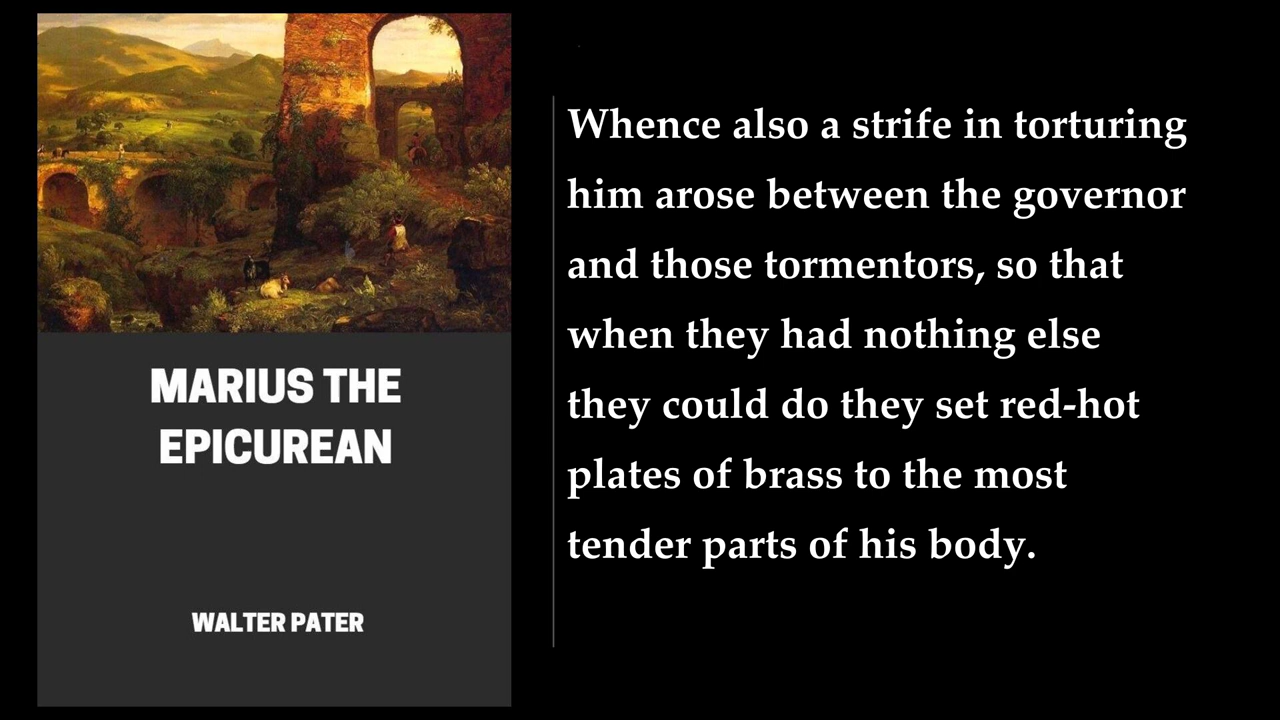 MARIUS THE
EPICUREAN
WALTER PATER
Whence also a strife in torturing
him arose between the governor
and those tormentors, so that
when they had nothing else
they could do they set red-hot
plates of brass to the most
tender parts of his body.